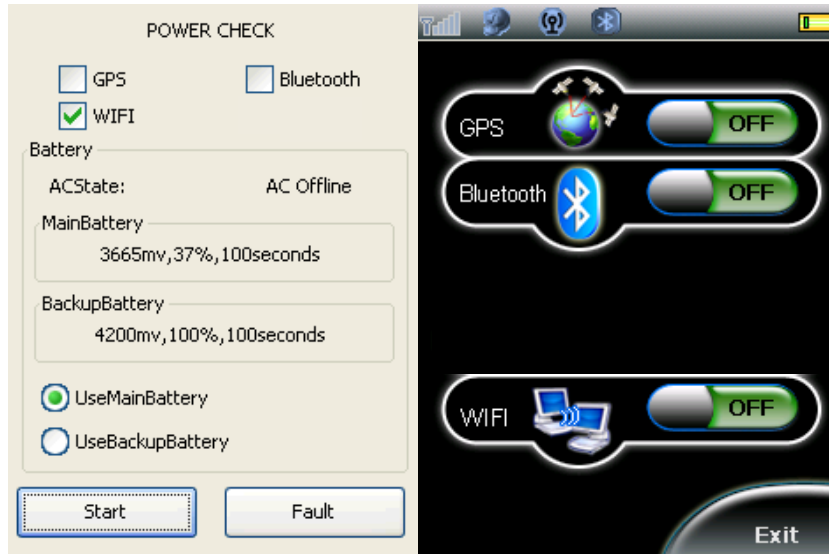 POWER CHECK
GPS
Bluetooth
WIFI
Battery
ACState: AC Offline
MainBattery
3665mv,37%,100seconds
BackupBattery
4200mv,100%,100seconds
UseMainBattery
UseBackupBattery
Start Fault
GPS OFF
Bluetooth OFF
WIFI OFF
Exit